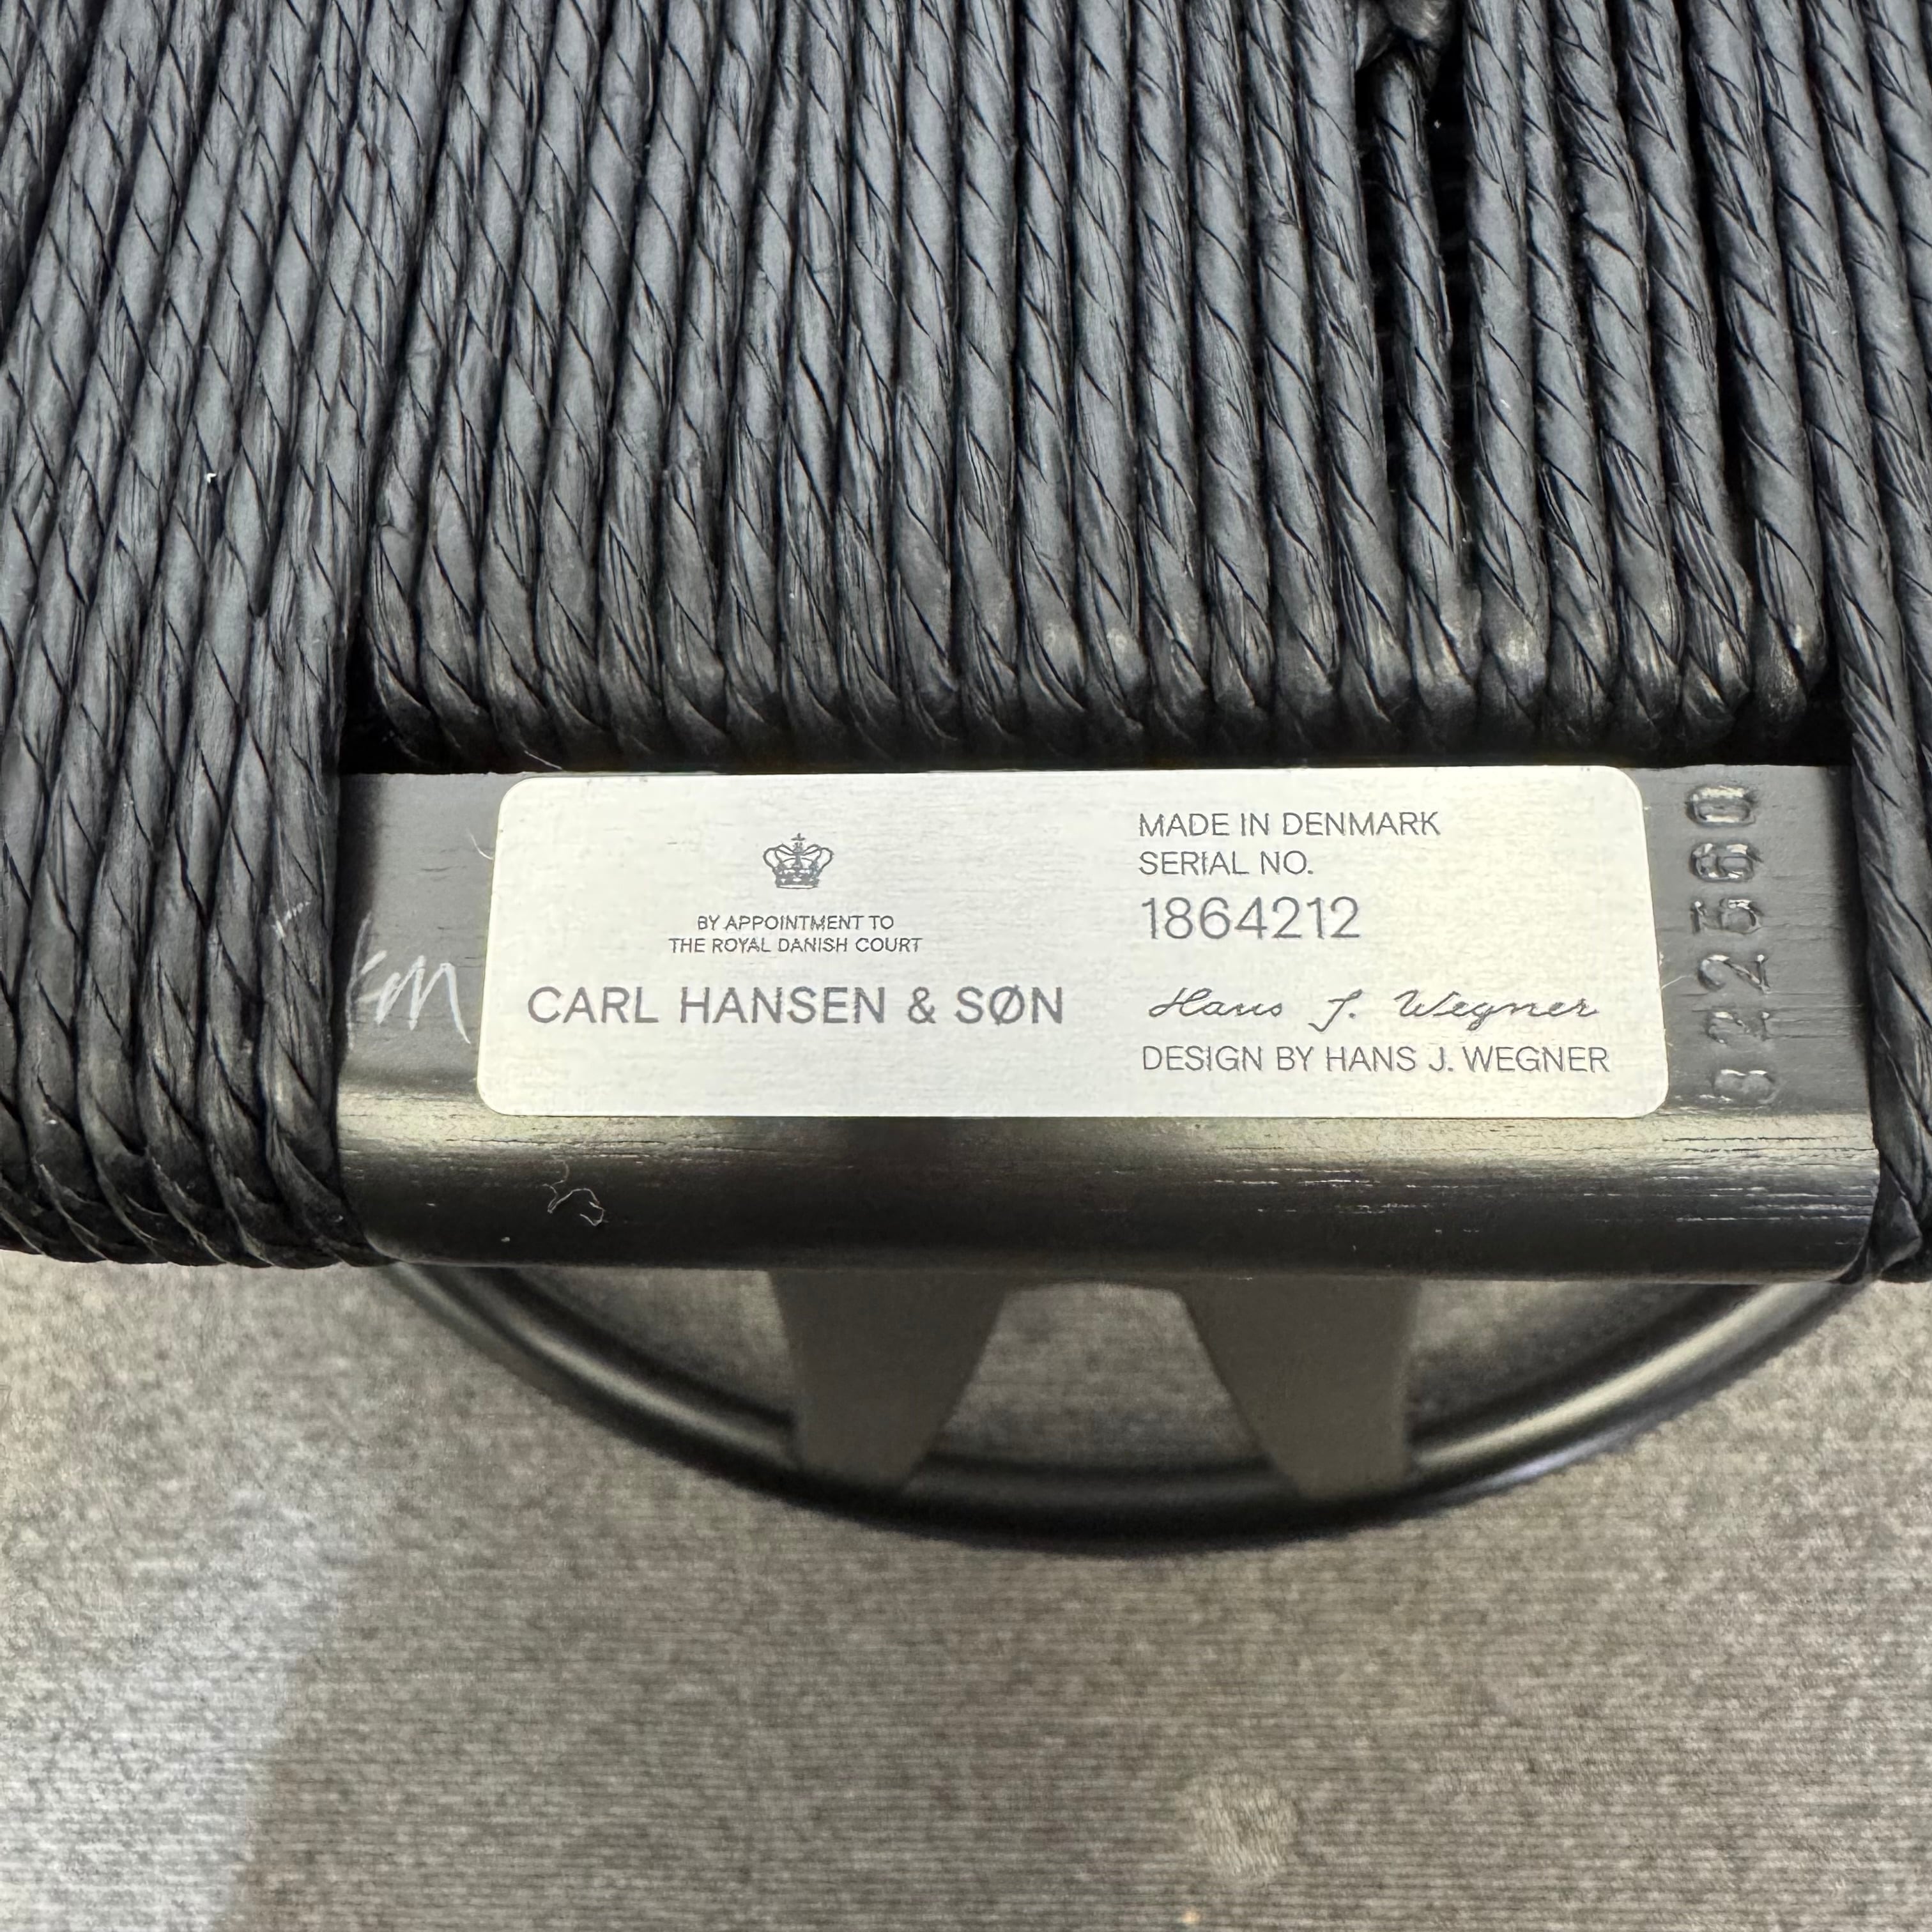 BY APPOINTMENT TO
THE ROYAL DANISH COURT
CARL HANSEN & SØN
MADE IN DENMARK
SERIAL NO.
1864212
Hans J. Wegner
DESIGN BY HANS J. WEGNER